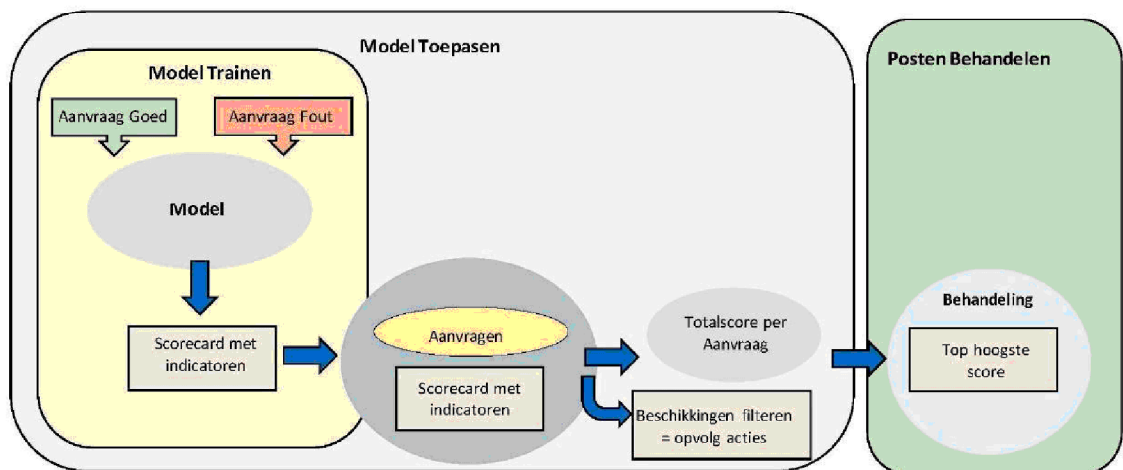 Model Toepasen
Model Trainen
Aanvraag Goed
Aanvraag Fout
Model
Scorecard met
indicatoren
Aanvragen
Scorecard met
indicatoren
Totalscore per
Aanvraag
Beschikkingen filteren
= opvolg acties
Posten Behandelen
Behandeling
Top hoogste
score